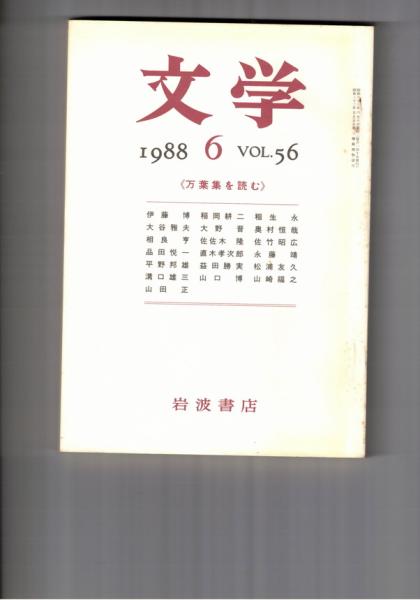 文学
1988 6 VOL.56
《万葉集を読む》
伊藤 博 稲岡耕二 稲生 永
大谷雅夫 大野 晋 奥村恒哉
相良 亨 佐佐木 隆 佐竹昭広
品田悦一 直木孝次郎 永藤 靖
平野邦雄 益田勝実 松浦友久
溝口雄三 山口 博 山崎福之
山田 正
岩波書店